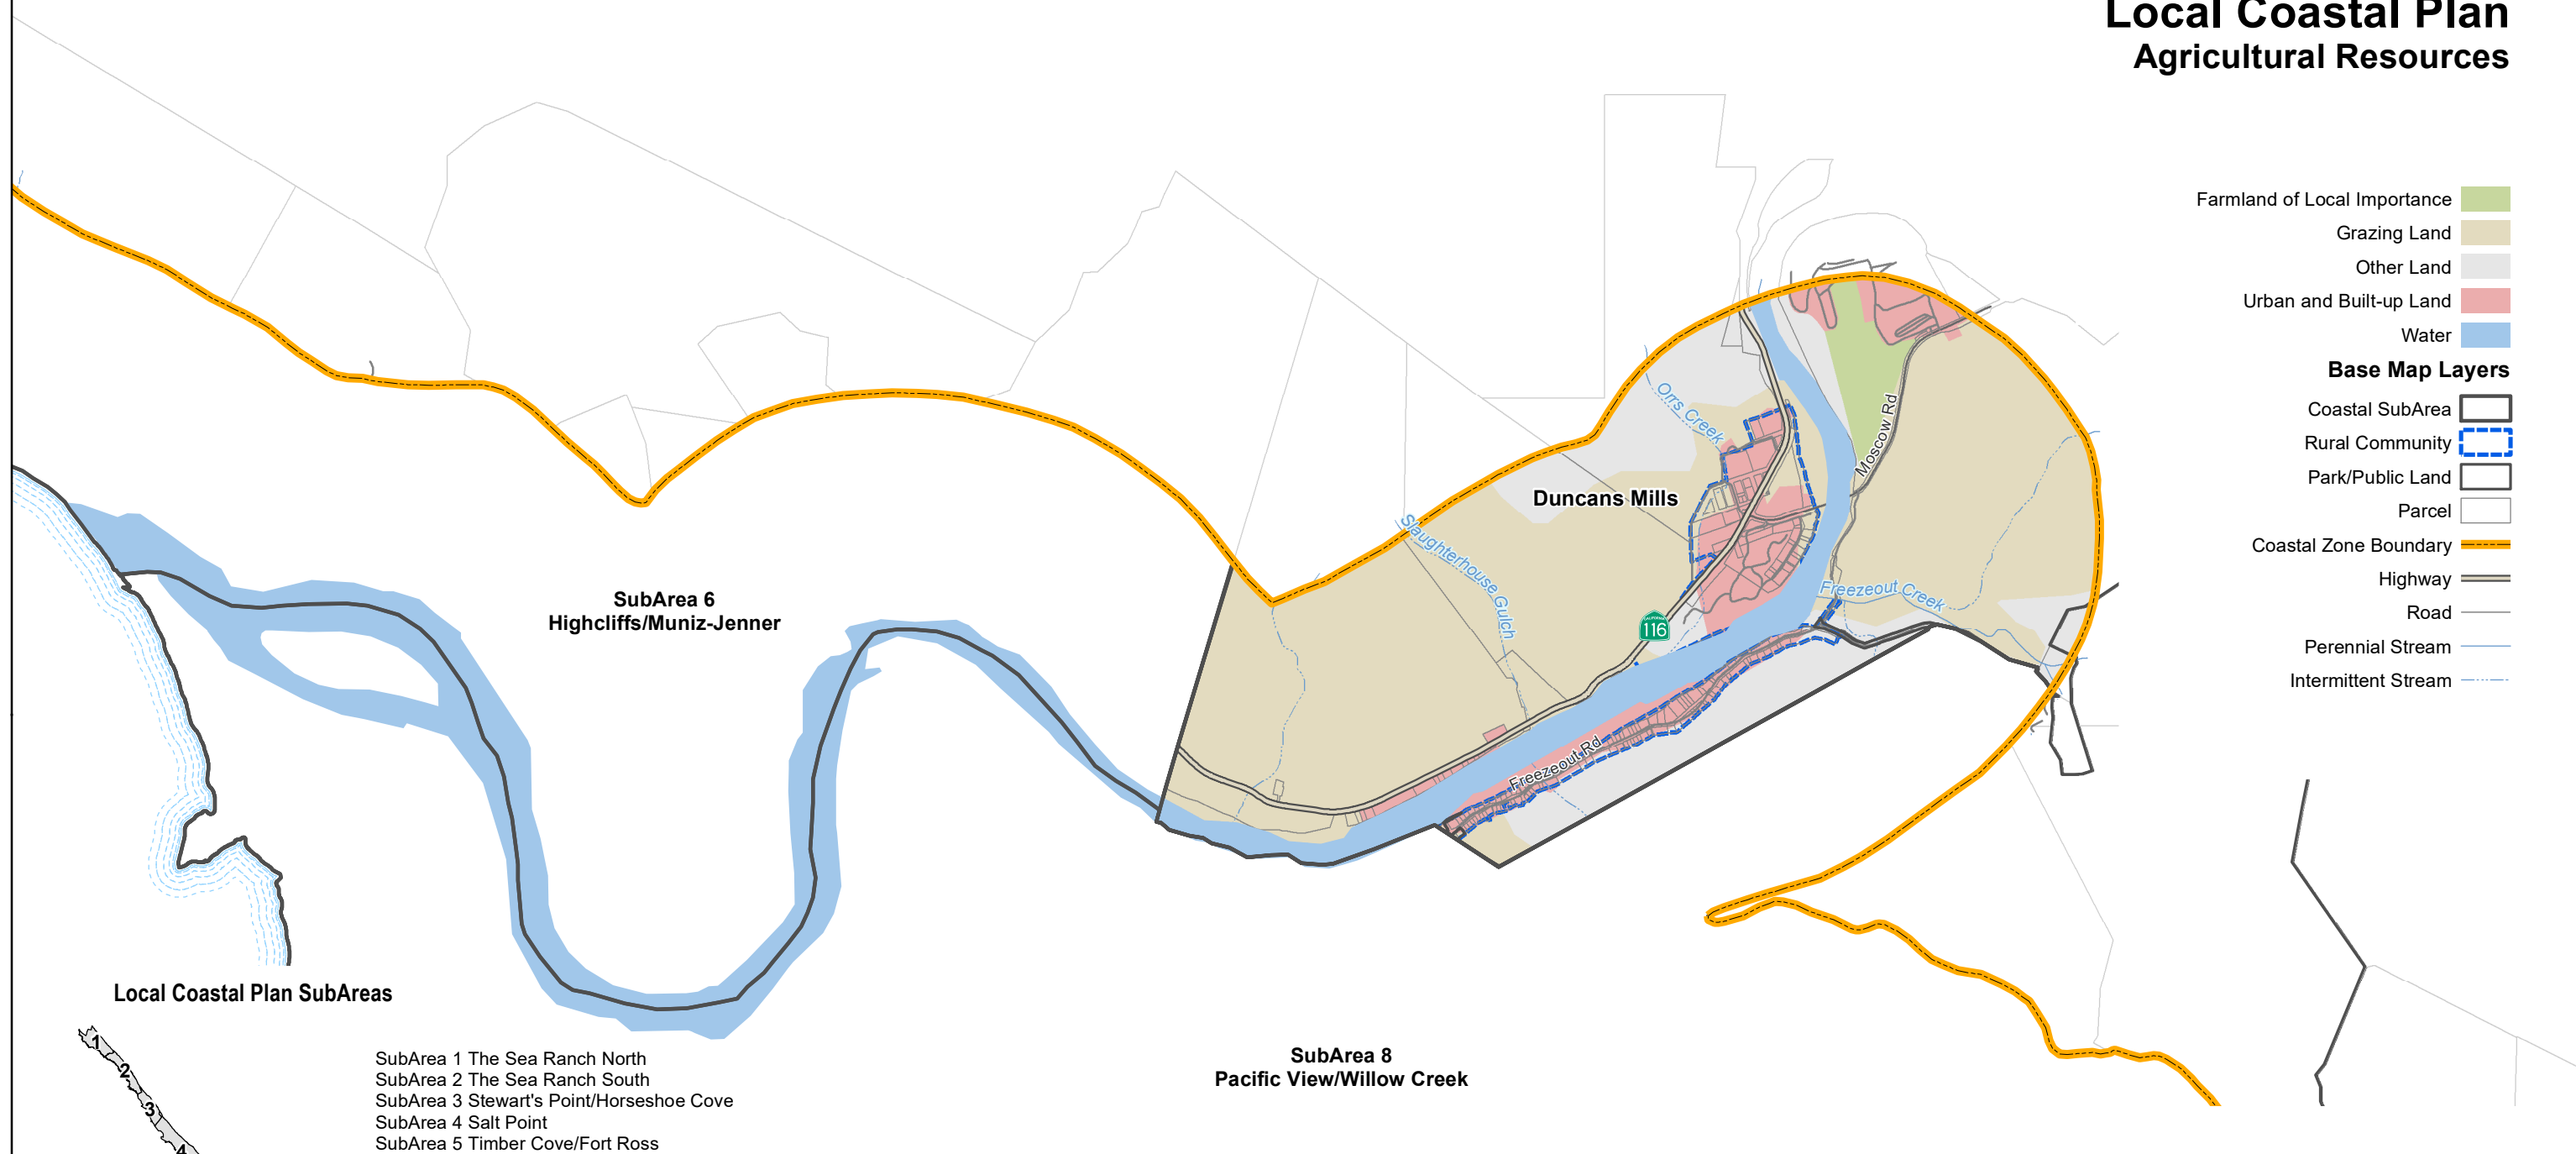 Local Coastal Plan
Agricultural Resources
Farmland of Local Importance
Grazing Land
Other Land
Urban and Built-up Land
Water
Base Map Layers
Coastal SubArea
Rural Community
Park/Public Land
Parcel
Coastal Zone Boundary
Highway
Road
Perennial Stream
Intermittent Stream
Orrs Creek
Moscow Rd
Duncans Mills
Slaughterhouse Gulch
Freezeout Creek
116
Freezeout Rd
SubArea 6
Highcliffs/Muniz-Jenner
SubArea 8
Pacific View/Willow Creek
Local Coastal Plan SubAreas
1
2
3
4
SubArea 1 The Sea Ranch North
SubArea 2 The Sea Ranch South
SubArea 3 Stewart's Point/Horseshoe Cove
SubArea 4 Salt Point
SubArea 5 Timber Cove/Fort Ross